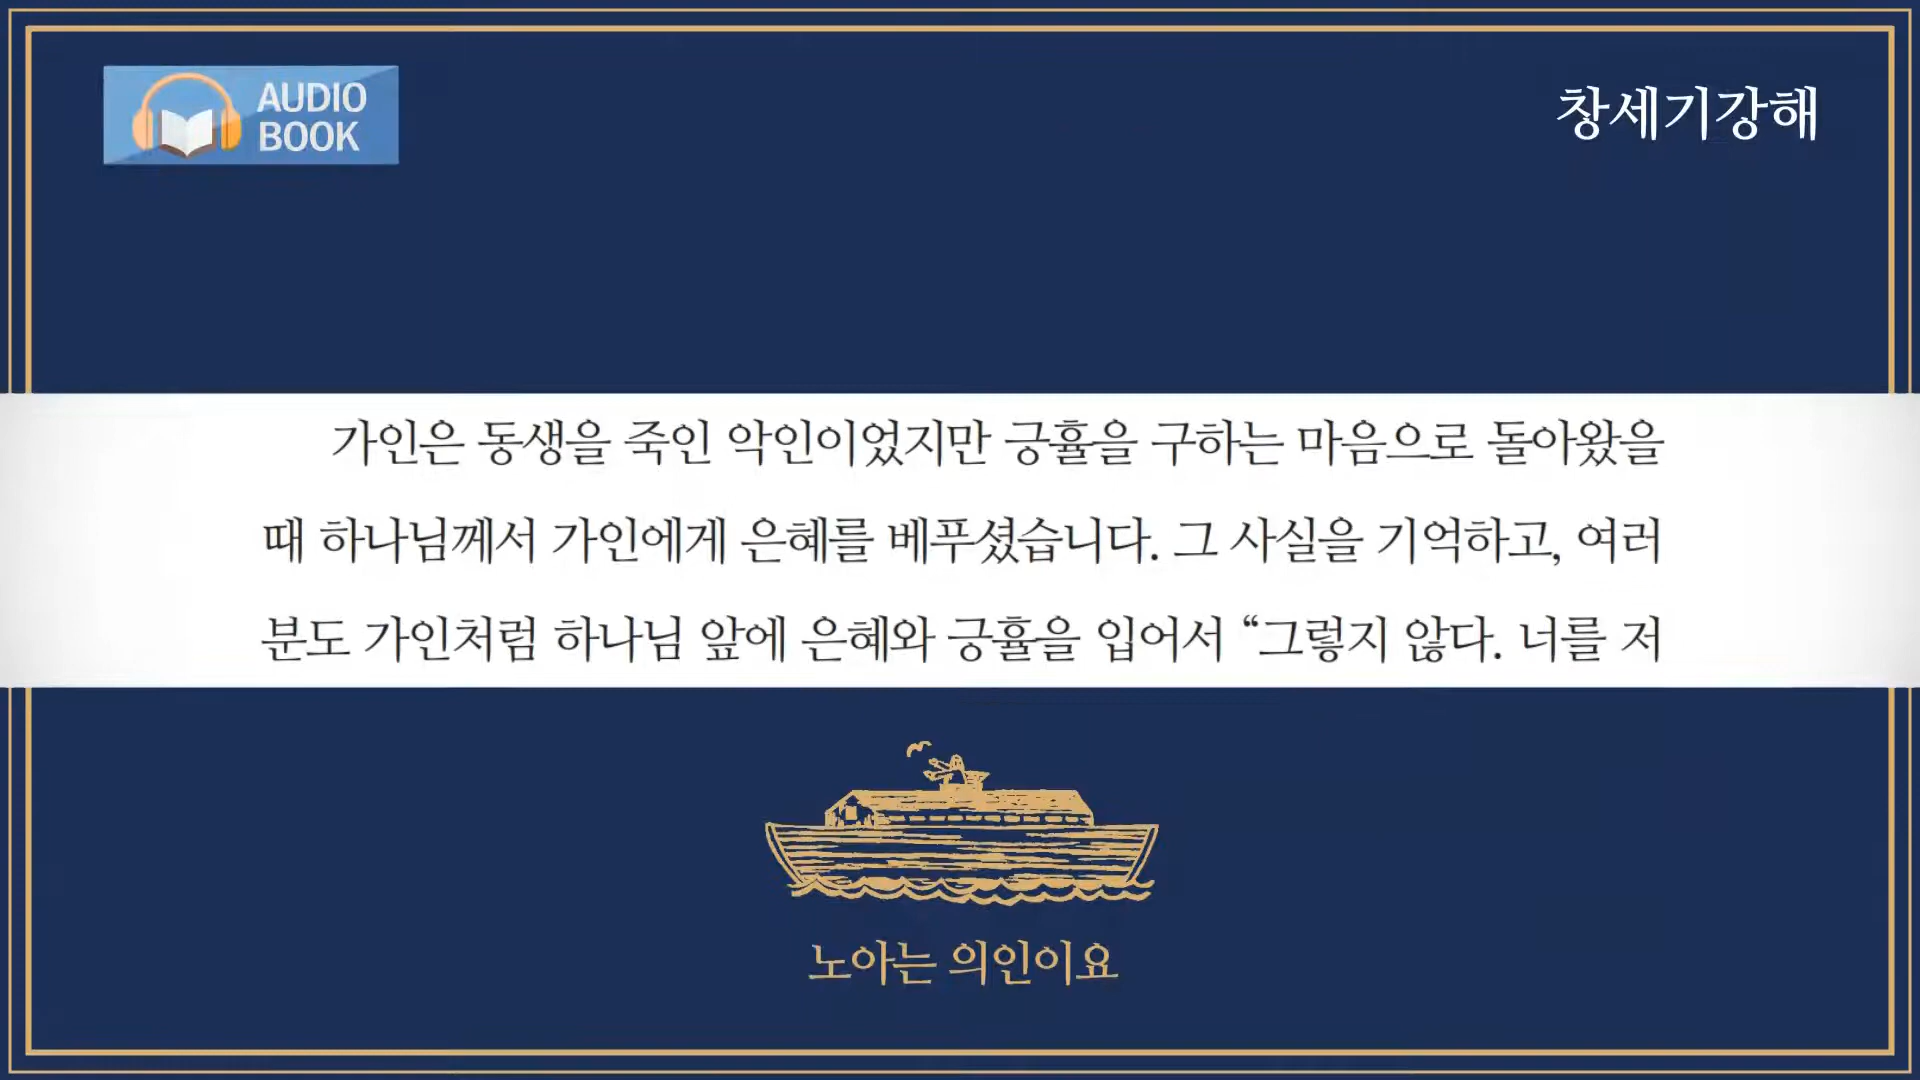 AUDIO
BOOK
창세기강해
가인은 동생을 죽인 악인이었지만 긍휼을 구하는 마음으로 돌아왔을
때 하나님께서 가인에게 은혜를 베푸셨습니다. 그 사실을 기억하고, 여러
분도 가인처럼 하나님 앞에 은혜와 긍휼을 입어서 “그렇지 않다. 너를 저
노아는 의인이요